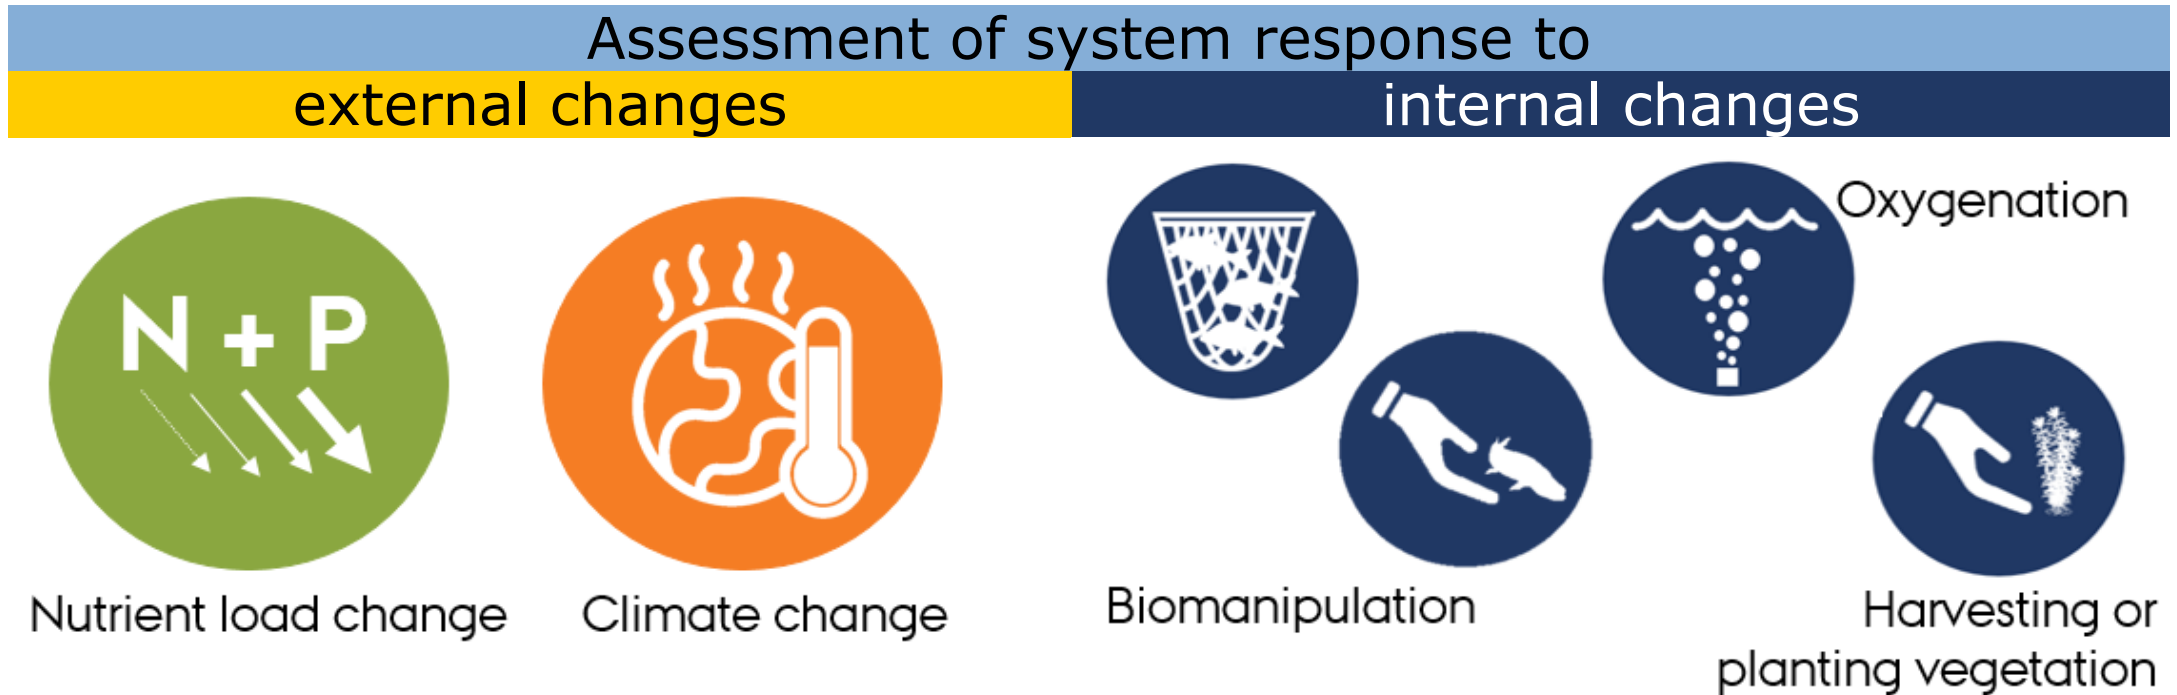 Assessment of system response to
external changes
internal changes
N + P
Nutrient load change
Climate change
Biomanipulation
Oxygenation
Harvesting or
planting vegetation